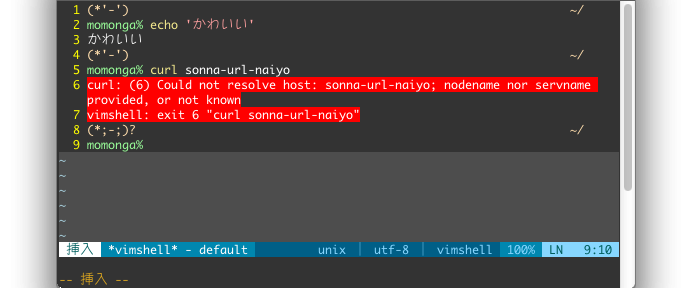 1 (*'-') ~/
2 momonga% echo 'かわいい'
3 かわいい
4 (*'-') ~/
5 momonga% curl sonna-url-naiyo
6 curl: (6) Could not resolve host: sonna-url-naiyo; nodename nor servname
provided, or not known
7 vimshell: exit 6 "curl sonna-url-naiyo"
8 (*;-;)? ~/
9 momonga%
~
~
~
~
~
~
挿入 *vimshell* - default unix | utf-8 | vimshell 100% LN 9:10
-- 挿入 --